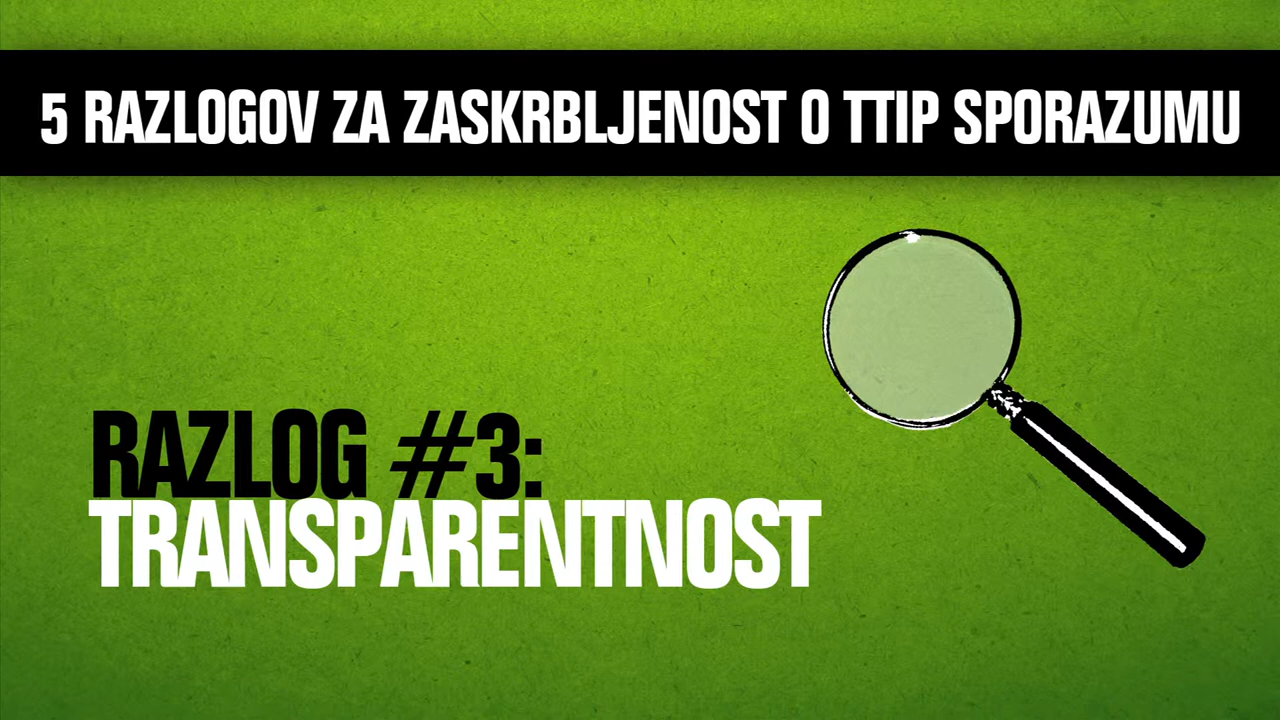 5 RAZLOGOV ZA ZASKRBLJENOST O TTIP SPORAZUMU
RAZLOG #3:
TRANSPARENTNOST